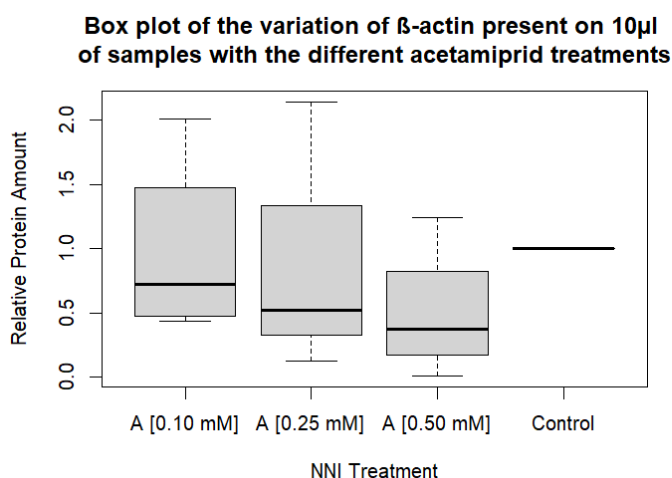 Box plot of the variation of ß-actin present on 10µl
of samples with the different acetamiprid treatments
Relative Protein Amount
2.0
1.5
1.0
0.5
0.0
A [0.10 mM] A [0.25 mM] A [0.50 mM] Control
NNI Treatment